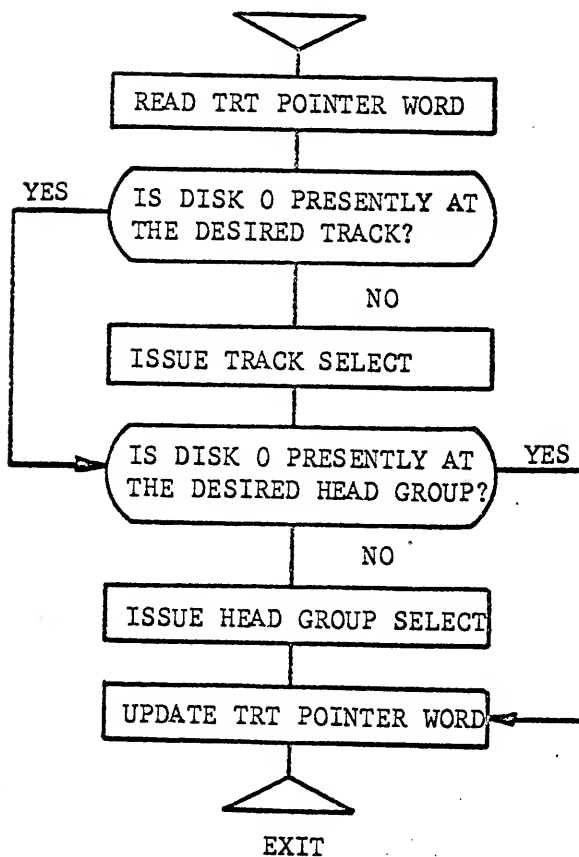 READ TRT POINTER WORD
YES
IS DISK 0 PRESENTLY AT
THE DESIRED TRACK?
NO
ISSUE TRACK SELECT
IS DISK 0 PRESENTLY AT
THE DESIRED HEAD GROUP?
YES
NO
ISSUE HEAD GROUP SELECT
UPDATE TRT POINTER WORD
EXIT